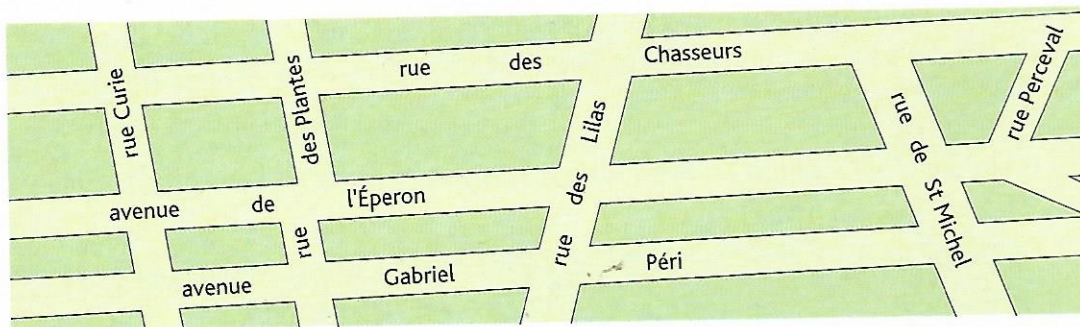 rue des Chasseurs
rue Perceval
rue Curie
rue des Plantes
rue des Lilas
rue de St Michel
avenue de l'Éperon
avenue Gabriel Péri